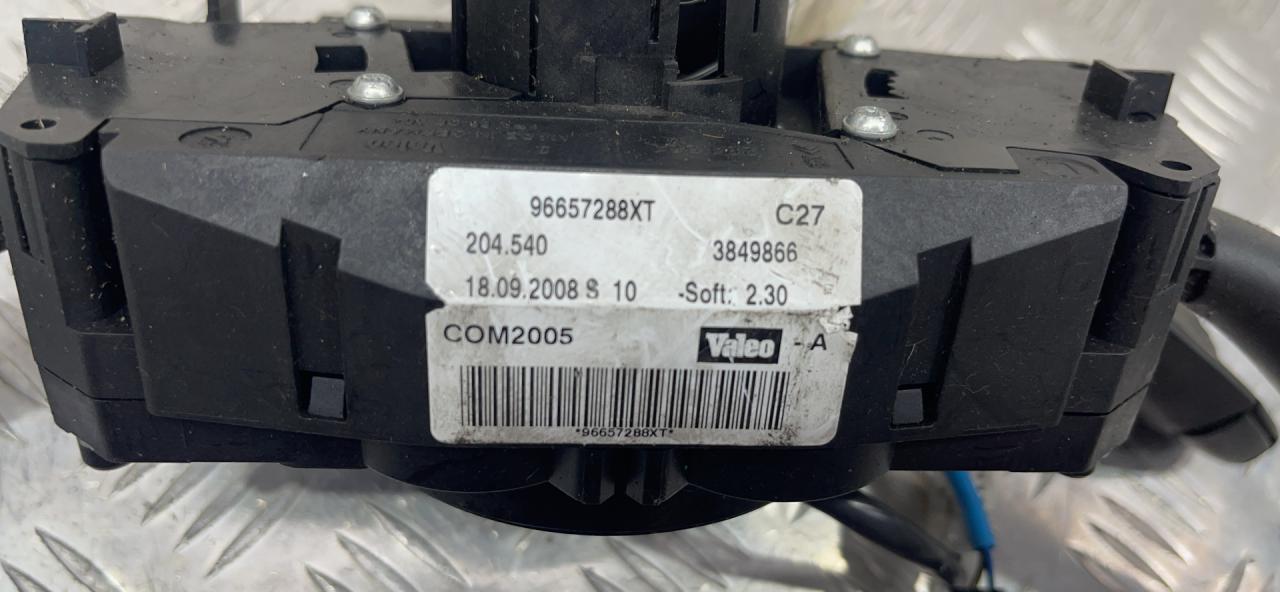 96657288XT C27
204.540 3849866
18.09.2008 S 10 -Soft: 2.30
COM2005 Valeo - A
*96657288XT*